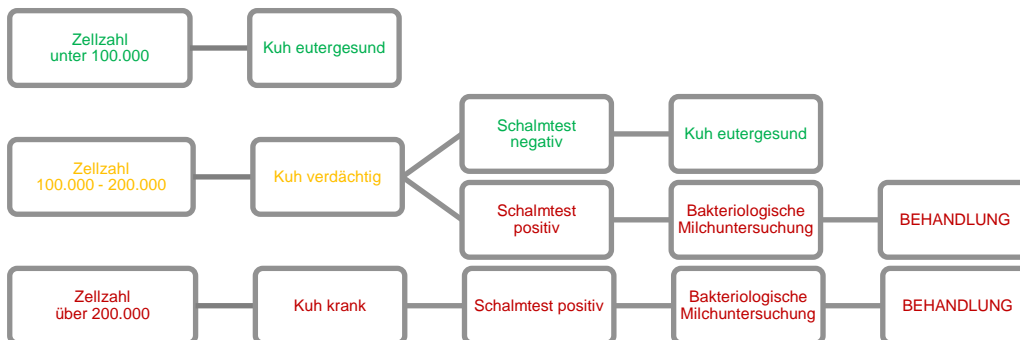 Zellzahl
unter 100.000
Kuh eutergesund
Schalmtest
negativ
Kuh eutergesund
Zellzahl
100.000 - 200.000
Kuh verdächtig
Schalmtest
positiv
Bakteriologische
Milchuntersuchung
BEHANDLUNG
Zellzahl
über 200.000
Kuh krank
Schalmtest positiv
Bakteriologische
Milchuntersuchung
BEHANDLUNG